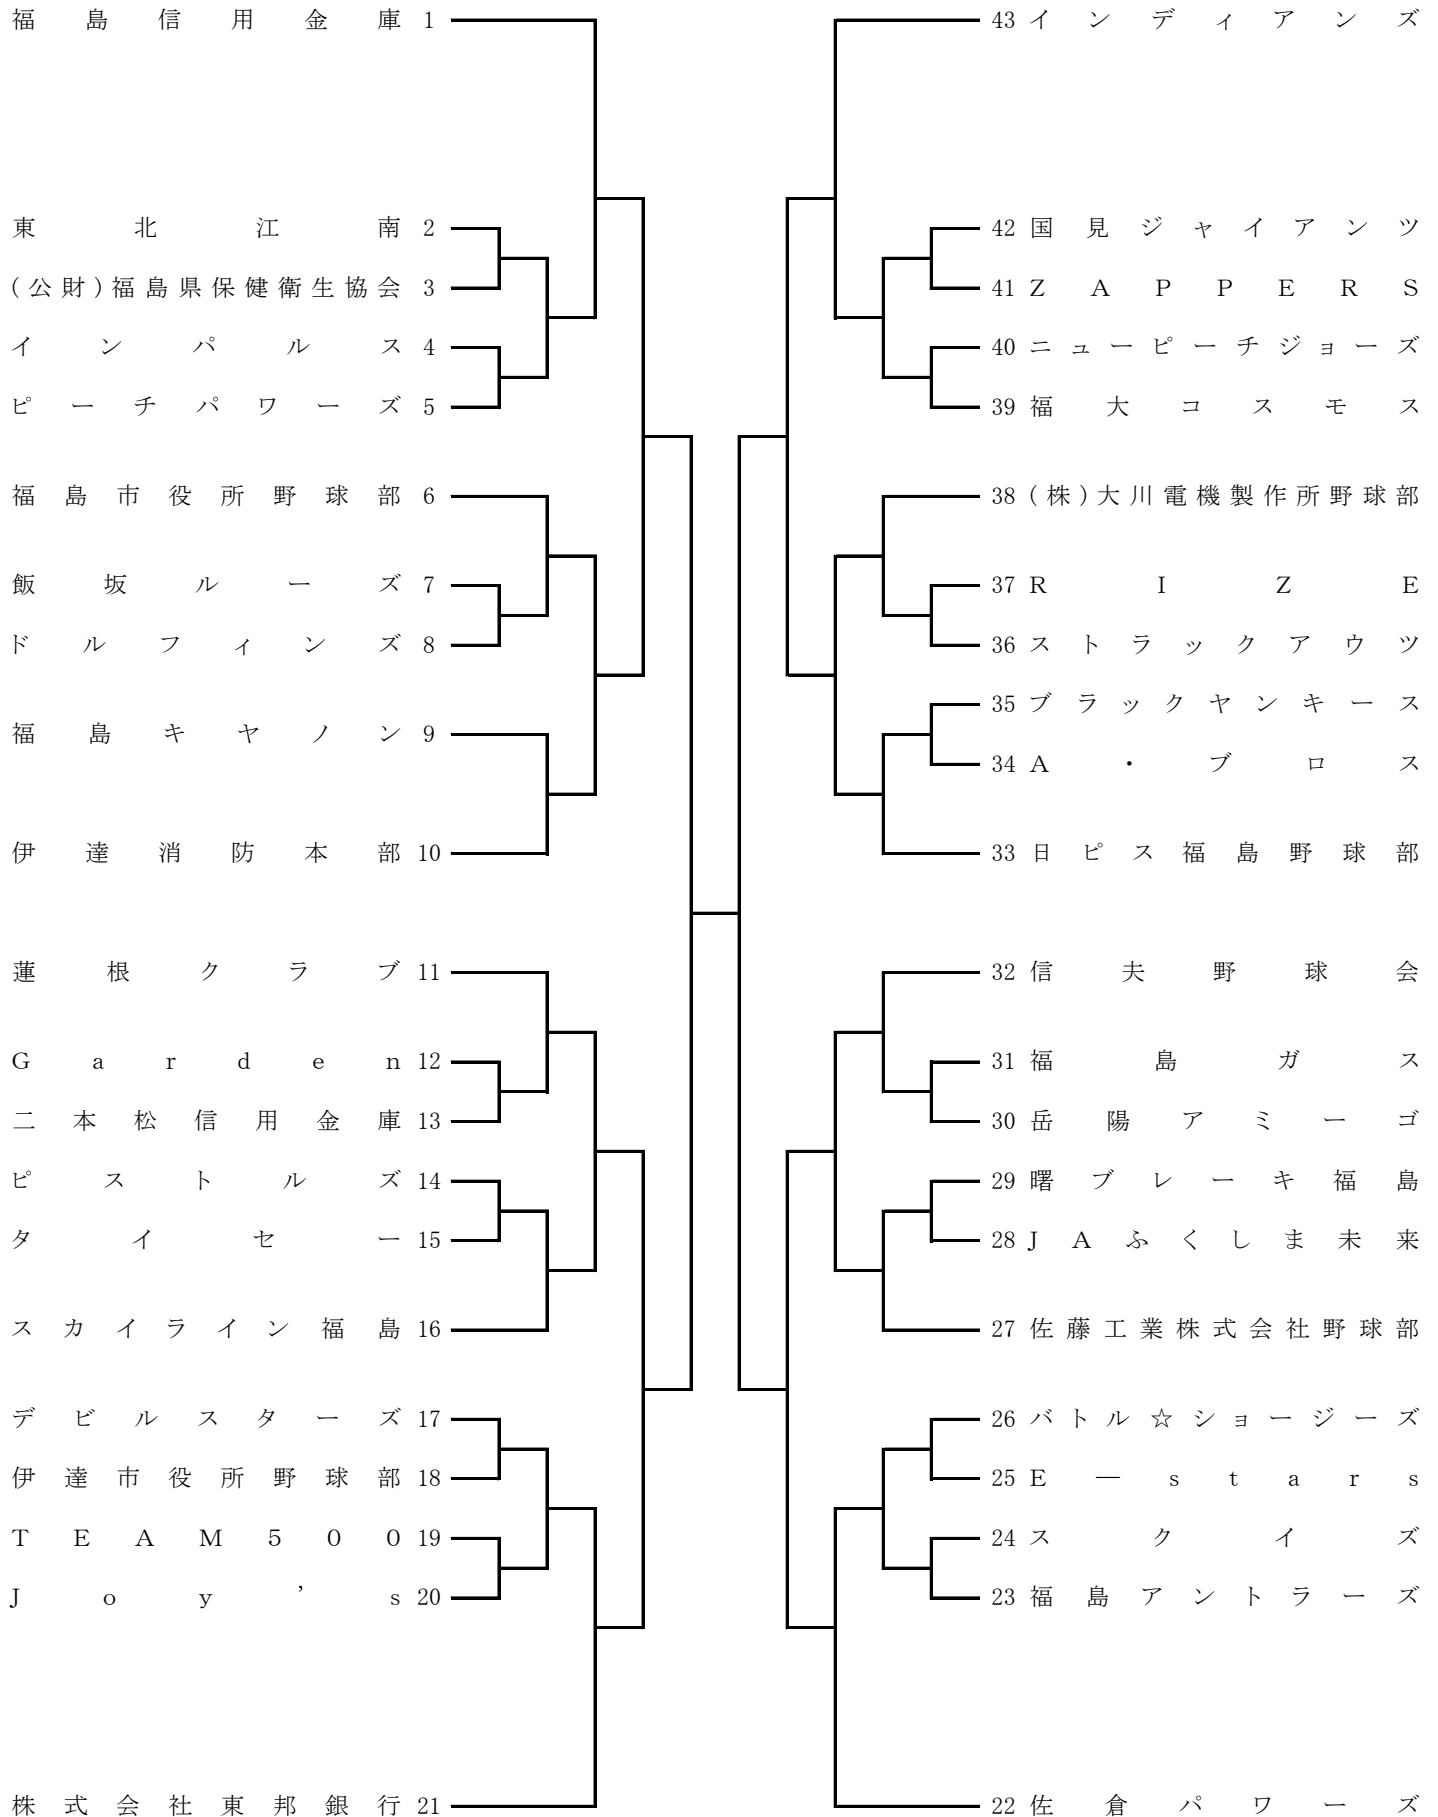 福島信用金庫 1
東北江南 2
(公財)福島県保健衛生協会 3
インパルス 4
ピーチパワーズ 5
福島市役所野球部 6
飯坂ルーズ 7
ドルフィンズ 8
福島キヤノン 9
伊達消防本部 10
蓮根クラブ 11
Garden 12
二本松信用金庫 13
ピストルズ 14
タイセー 15
スカイライン福島 16
デビルスターズ 17
伊達市役所野球部 18
TEAM500 19
Joy’s 20
株式会社東邦銀行 21
43 インディアンズ
42 国見ジャイアンツ
41 ZAPPERS
40 ニューピーチジョーズ
39 福大コスモス
38 (株)大川電機製作所野球部
37 RIZE
36 ストラックアウツ
35 ブラックヤンキース
34 A・ブロス
33 日ピス福島野球部
32 信夫野球会
31 福島ガス
30 岳陽アミーゴ
29 曙ブレーキ福島
28 JAふくしま未来
27 佐藤工業株式会社野球部
26 バトル☆ショージーズ
25 E―stars
24 スクイズ
23 福島アントラーズ
22 佐倉パワーズ